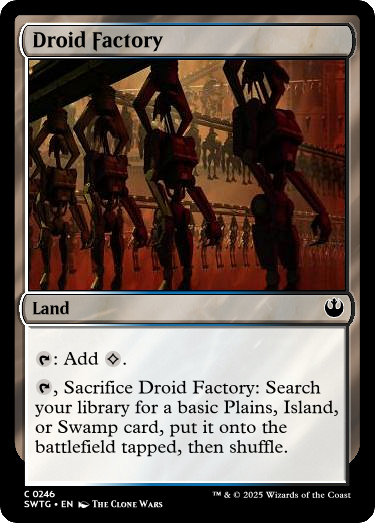 Droid Factory
Land
: Add .
, Sacrifice Droid Factory: Search
your library for a basic Plains, Island,
or Swamp card, put it onto the
battlefield tapped, then shuffle.
C 0246
SWTG • EN The Clone Wars
™ & © 2025 Wizards of the Coast